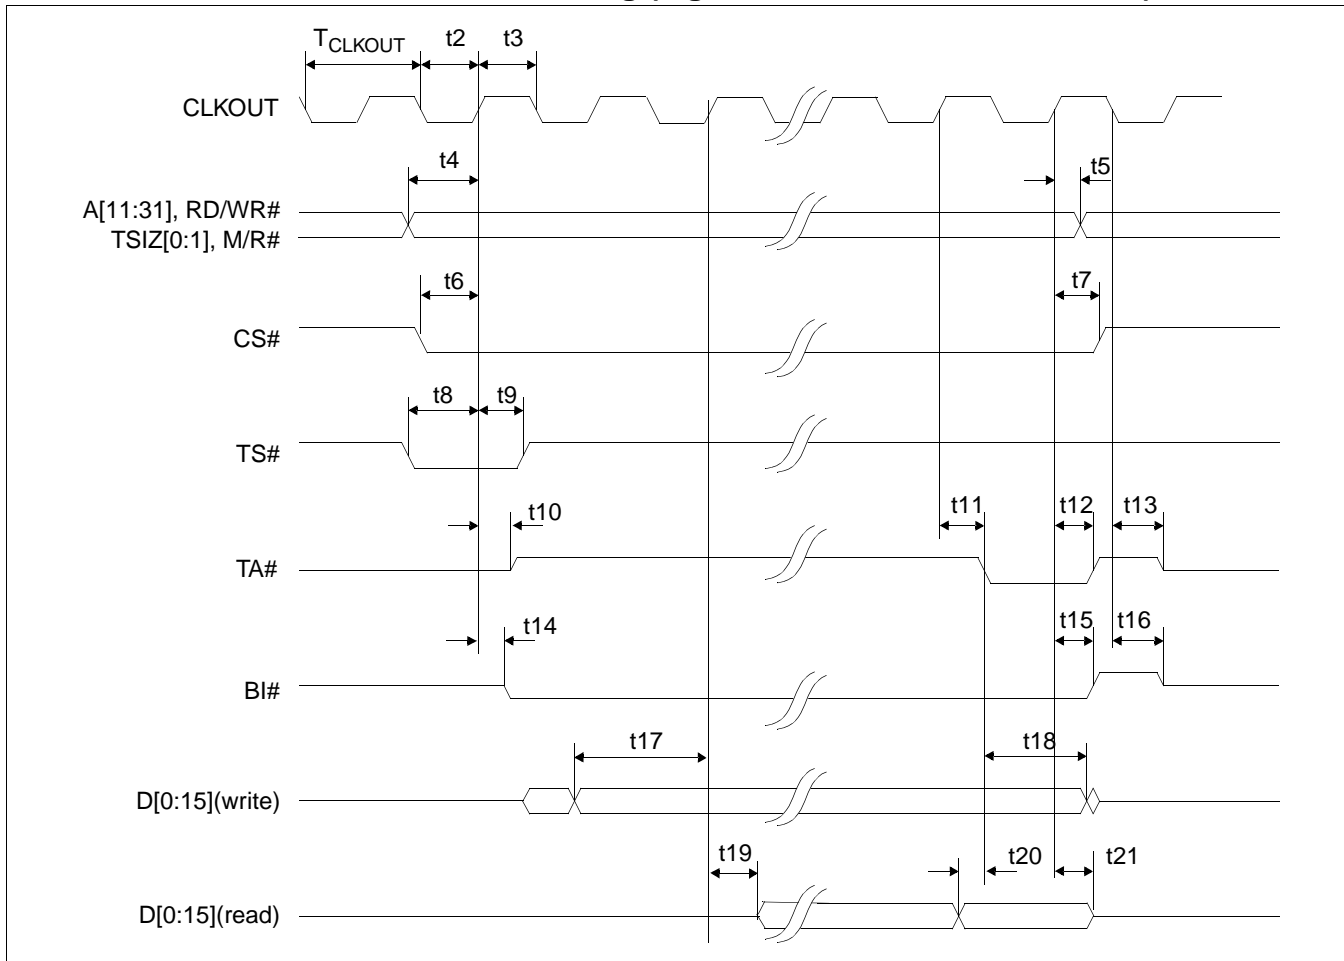 TCLKOUT t2 t3
CLKOUT
t4 t5
A[11:31], RD/WR#
TSIZ[0:1], M/R#
t6 t7
CS#
t8 t9
TS#
t10 t11 t12 t13
TA#
t14 t15 t16
BI#
t17 t18
D[0:15](write)
t19 t20 t21
D[0:15](read)